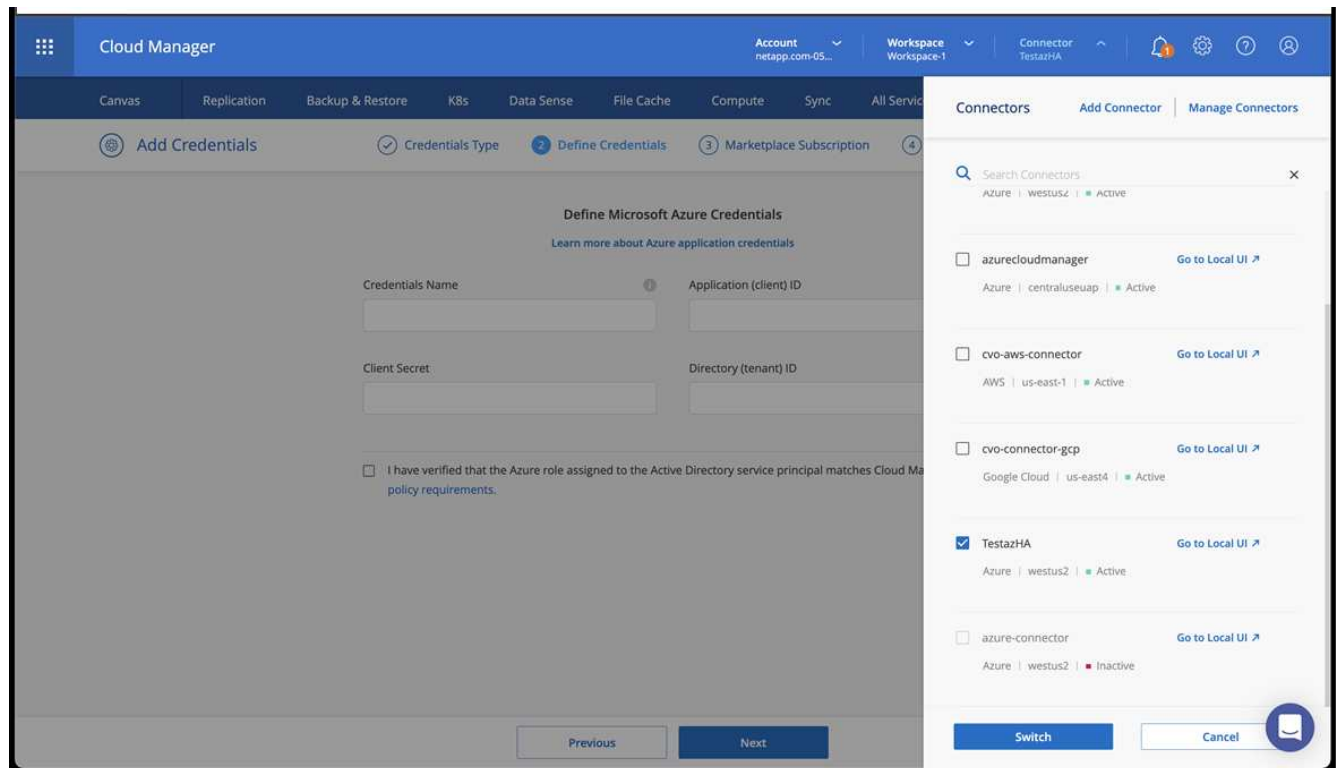 Cloud Manager
Account
netapp.com-05...
Workspace
Workspace-1
Connector
TestazHA
1
Canvas
Replication
Backup & Restore
K8s
Data Sense
File Cache
Compute
Sync
All Servic
Add Credentials
Credentials Type
2 Define Credentials
3 Marketplace Subscription
4
Define Microsoft Azure Credentials
Learn more about Azure application credentials
Credentials Name
Application (client) ID
Client Secret
Directory (tenant) ID
I have verified that the Azure role assigned to the Active Directory service principal matches Cloud Ma
policy requirements.
Previous
Next
Connectors
Add Connector
Manage Connectors
Search Connectors
Azure | westus2 | Active
azurecloudmanager
Go to Local UI
Azure | centraluseuap | Active
cvo-aws-connector
Go to Local UI
AWS | us-east-1 | Active
cvo-connector-gcp
Go to Local UI
Google Cloud | us-east4 | Active
TestazHA
Go to Local UI
Azure | westus2 | Active
azure-connector
Go to Local UI
Azure | westus2 | Inactive
Switch
Cancel